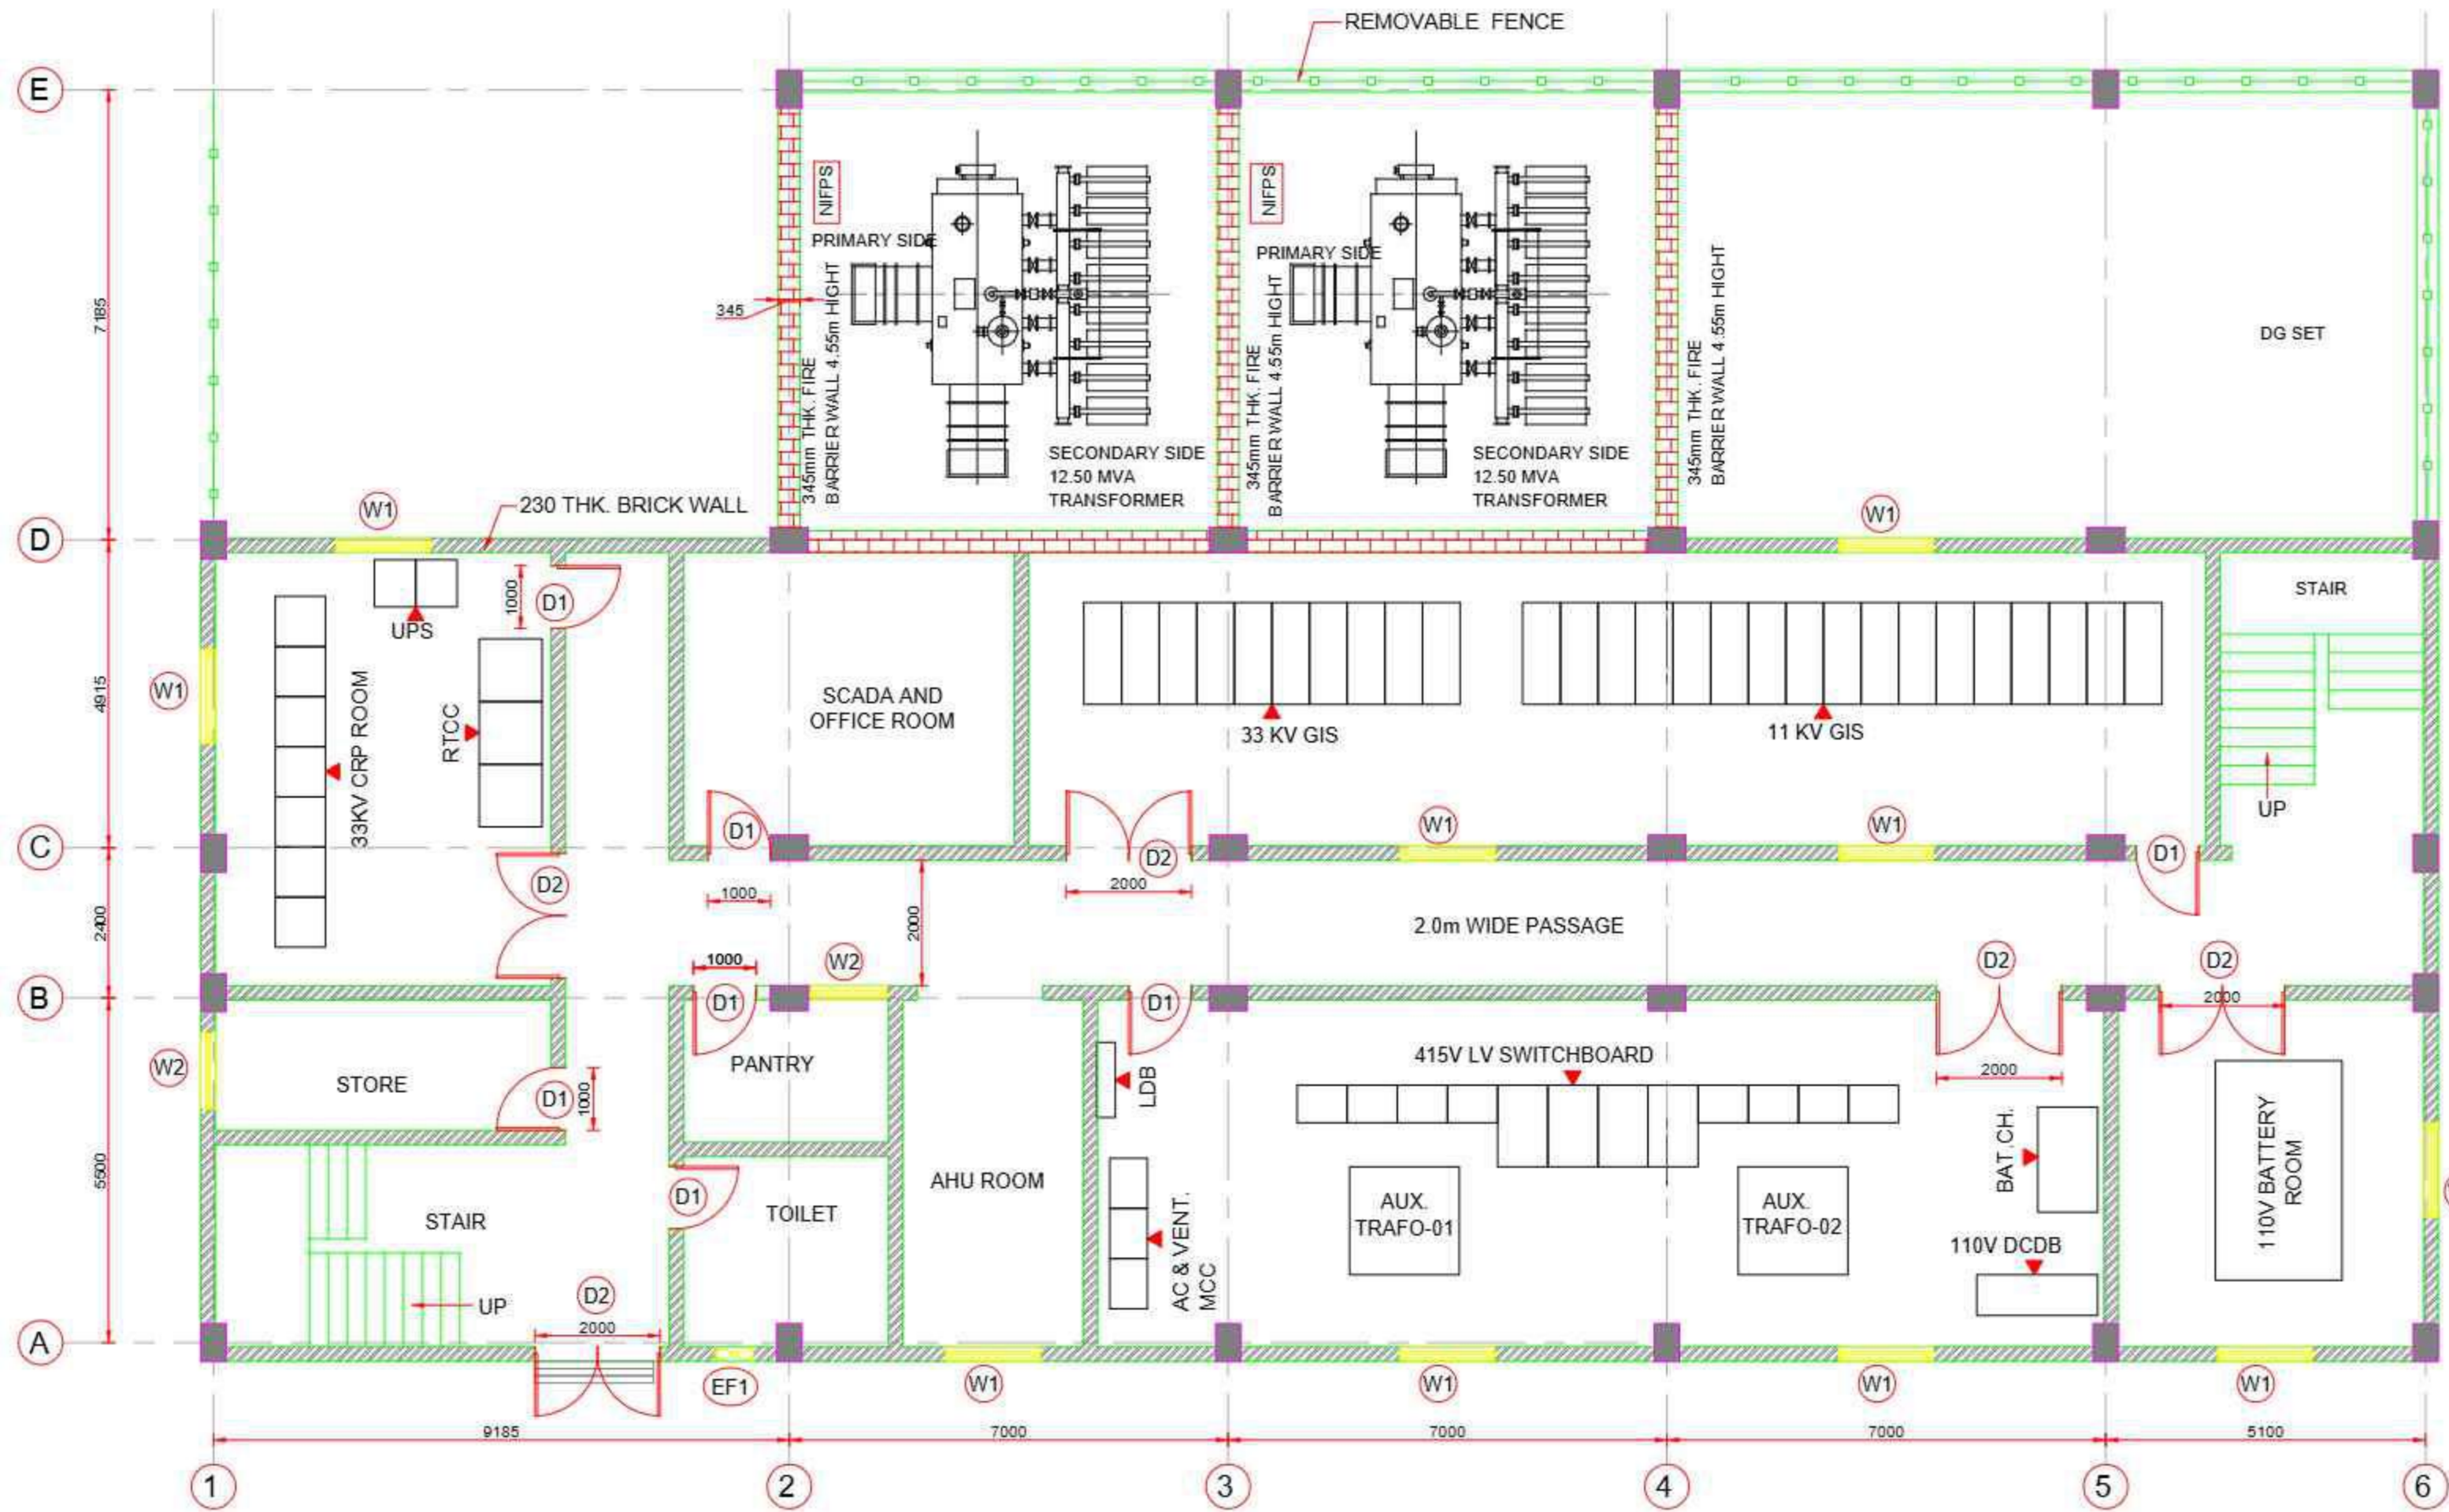 REMOVABLE FENCE
E
NIFPS
NIFPS
PRIMARY SIDE
PRIMARY SIDE
7185
345
345mm THK. FIRE
BARRIER WALL 4.55m HIGHT
345mm THK. FIRE
BARRIER WALL 4.55m HIGHT
345mm THK. FIRE
BARRIER WALL 4.55m HIGHT
DG SET
SECONDARY SIDE
12.50 MVA
TRANSFORMER
SECONDARY SIDE
12.50 MVA
TRANSFORMER
W1
230 THK. BRICK WALL
W1
D
UPS
1000
D1
STAIR
W1
4915
33KV CRP ROOM
RTCC
SCADA AND
OFFICE ROOM
33 KV GIS
11 KV GIS
UP
C
D1
D2
W1
W1
D1
D2
1000
2000
2400
2000
2.0m WIDE PASSAGE
1000
W2
D2
D2
B
D1
D1
2000
W2
STORE
D1
1000
PANTRY
LDB
415V LV SWITCHBOARD
2000
5500
STAIR
D1
TOILET
AHU ROOM
AC & VENT.
MCC
AUX.
TRAFO-01
AUX.
TRAFO-02
BAT.CH.
110V DCDB
110V BATTERY
ROOM
UP
D2
2000
A
EF1
W1
W1
W1
W1
9185
7000
7000
7000
5100
1
2
3
4
5
6